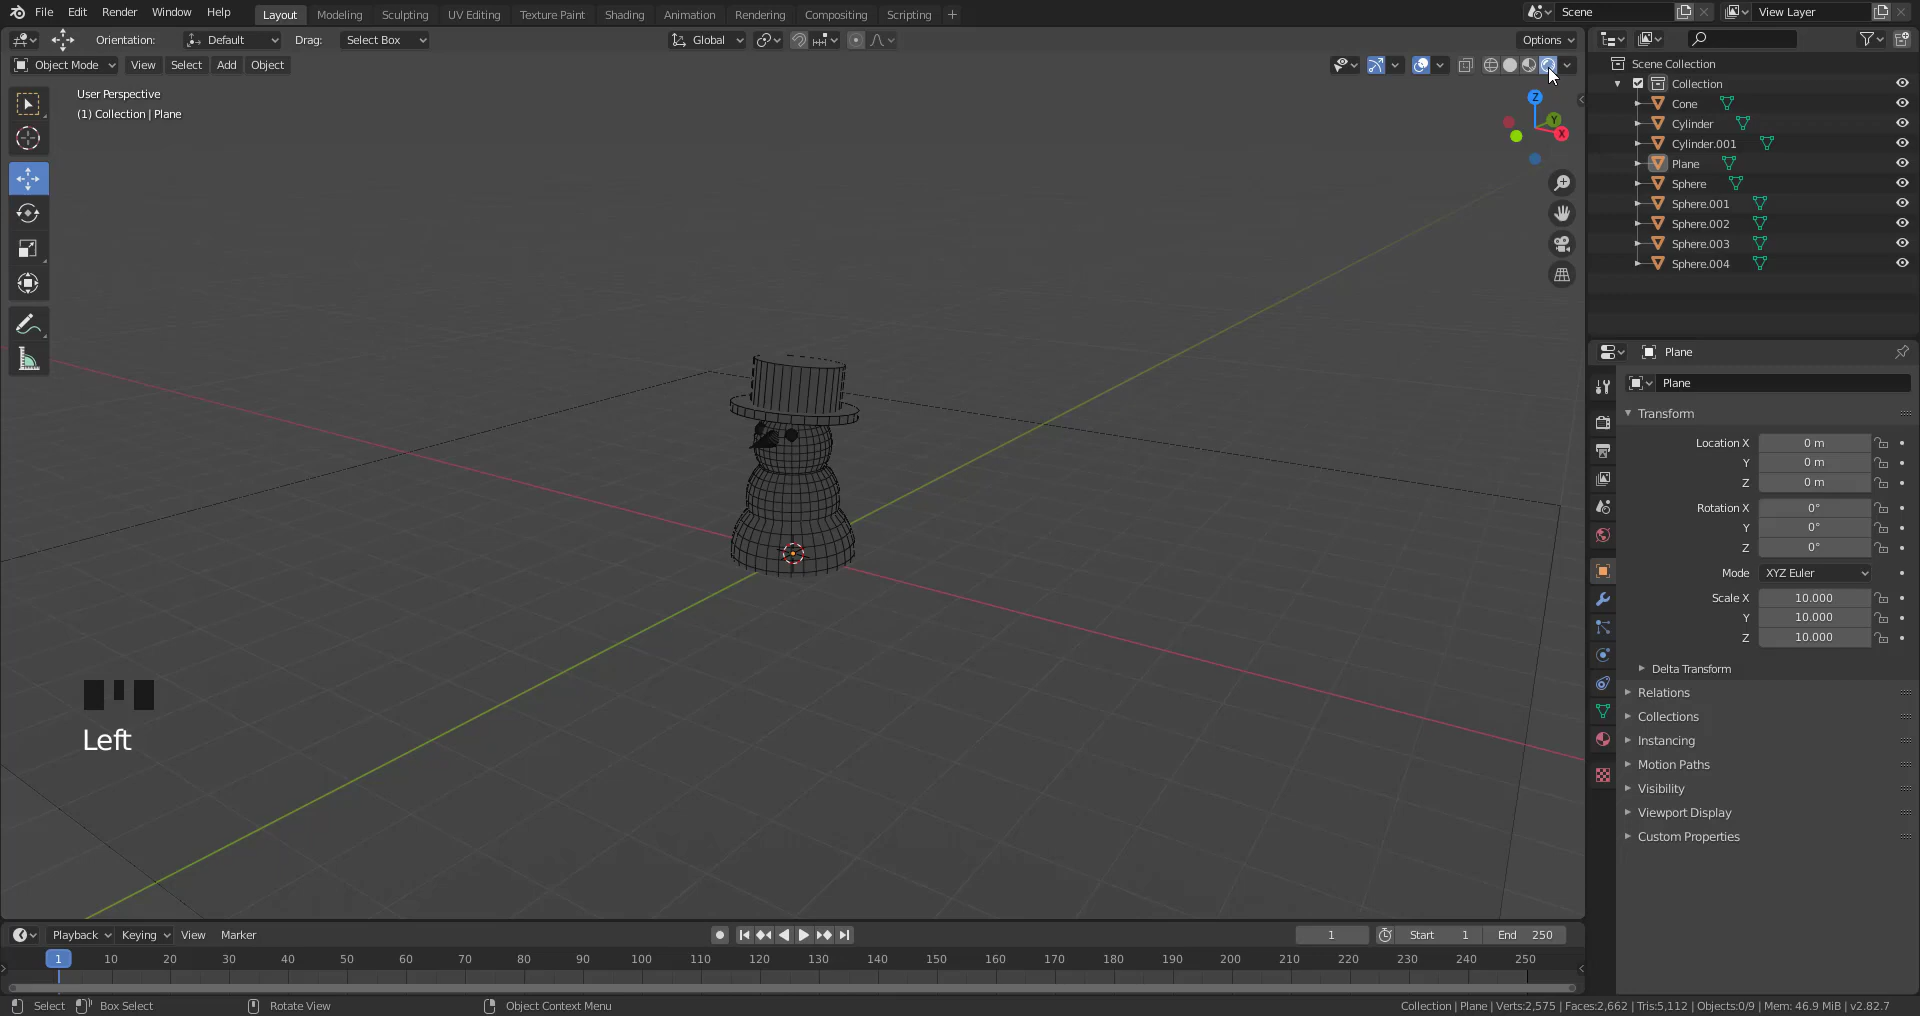 File Edit Render Window Help Layout Modeling Sculpting UV Editing Texture Paint Shading Animation Rendering Compositing Scripting + Scene View Layer
Orientation: Default Drag: Select Box Global Options
Object Mode View Select Add Object
User Perspective
(1) Collection | Plane
Z
Y
X
Left
Scene Collection
Collection
Cone
Cylinder
Cylinder.001
Plane
Sphere
Sphere.001
Sphere.002
Sphere.003
Sphere.004
Plane
Plane
Transform
Location X 0 m
Y 0 m
Z 0 m
Rotation X 0°
Y 0°
Z 0°
Mode XYZ Euler
Scale X 10.000
Y 10.000
Z 10.000
Delta Transform
Relations
Collections
Instancing
Motion Paths
Visibility
Viewport Display
Custom Properties
Playback Keying View Marker 1 Start 1 End 250
1 10 20 30 40 50 60 70 80 90 100 110 120 130 140 150 160 170 180 190 200 210 220 230 240 250
Select Box Select Rotate View Object Context Menu Collection | Plane | Verts:2,575 | Faces:2,662 | Tris:5,112 | Objects:0/9 | Mem: 46.9 MiB | v2.82.7